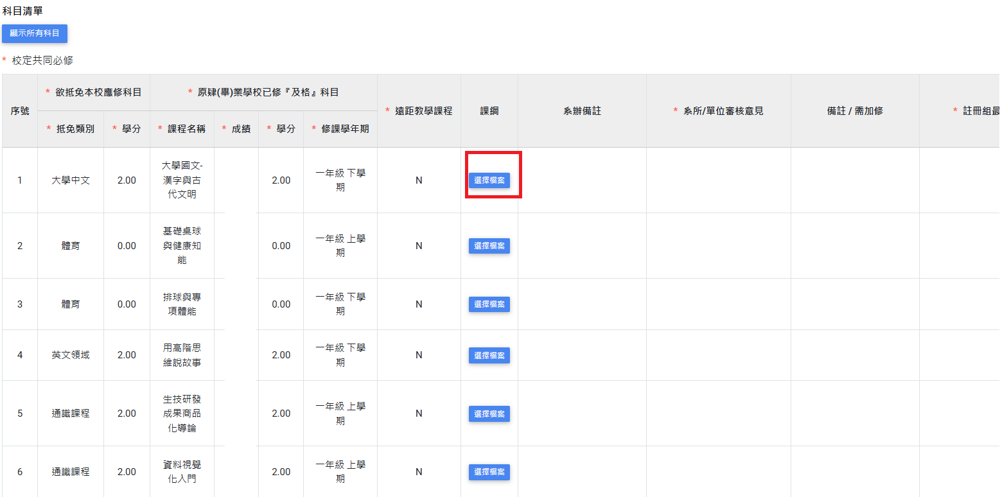 科目清單
顯示所有科目
* 校定共同必修
序號
* 欲抵免本校應修科目
* 原肄(畢)業學校已修『及格』科目
* 遠距教學課程
課綱
系辦備註
* 系所/單位審核意見
備註 / 需加修
* 註冊組最
* 抵免類別
* 學分
* 課程名稱
* 成績
* 學分
* 修課學年期
1
大學中文
2.00
大學國文-
漢字與古
代文明
2.00
一年級 下學
期
N
選擇檔案
2
體育
0.00
基礎桌球
與健康知
能
0.00
一年級 上學
期
N
選擇檔案
3
體育
0.00
排球與專
項體能
0.00
一年級 下學
期
N
選擇檔案
4
英文領域
2.00
用高階思
維說故事
2.00
一年級 下學
期
N
選擇檔案
5
通識課程
2.00
生技研發
成果商品
化導論
2.00
一年級 上學
期
N
選擇檔案
6
通識課程
2.00
資料視覺
化入門
2.00
一年級 上學
期
N
選擇檔案